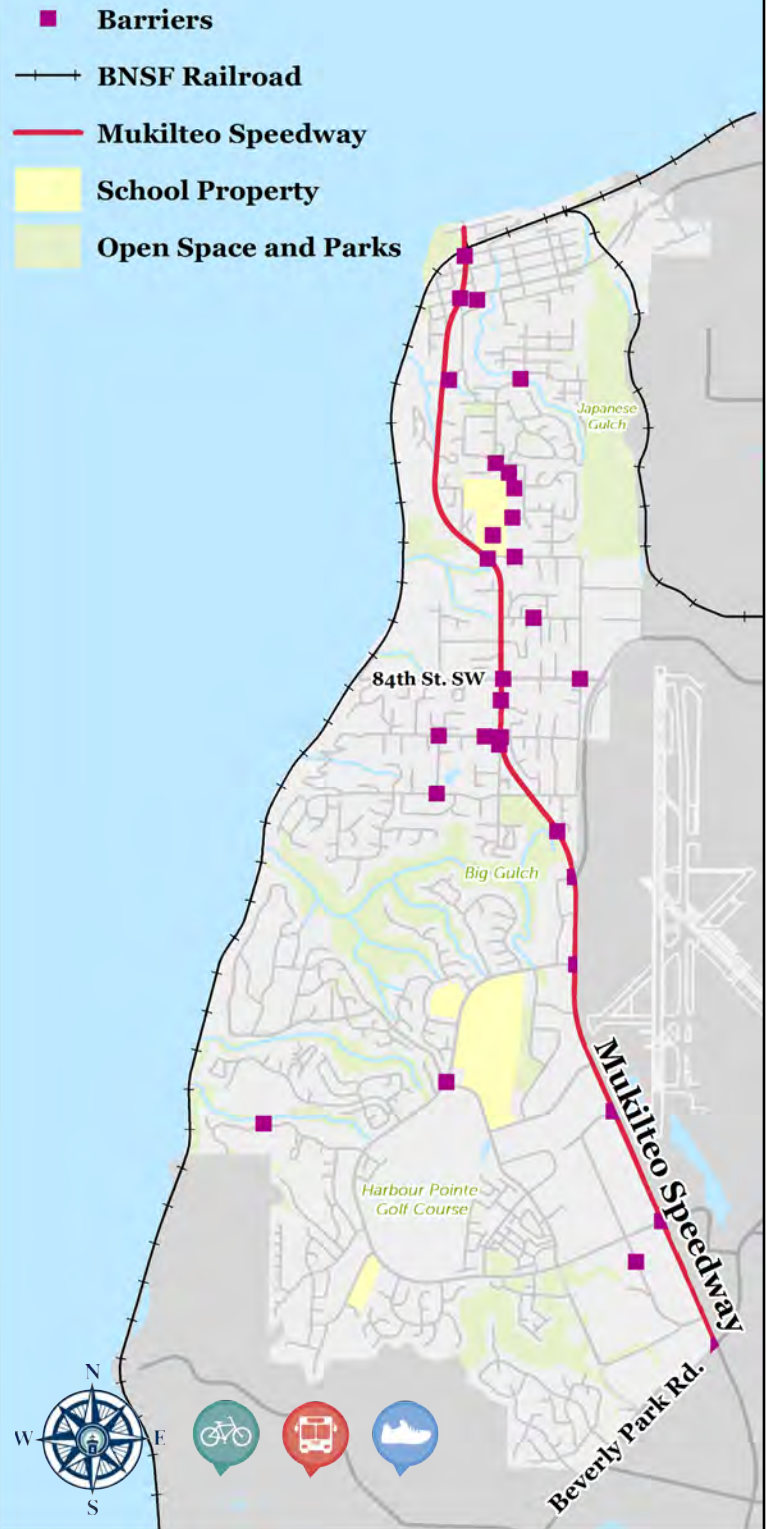 Barriers
BNSF Railroad
Mukilteo Speedway
School Property
Open Space and Parks
Japanese
Gulch
84th St. SW
Big Gulch
Mukilteo Speedway
Harbour Pointe
Golf Course
Beverly Park Rd.
N
W
E
S